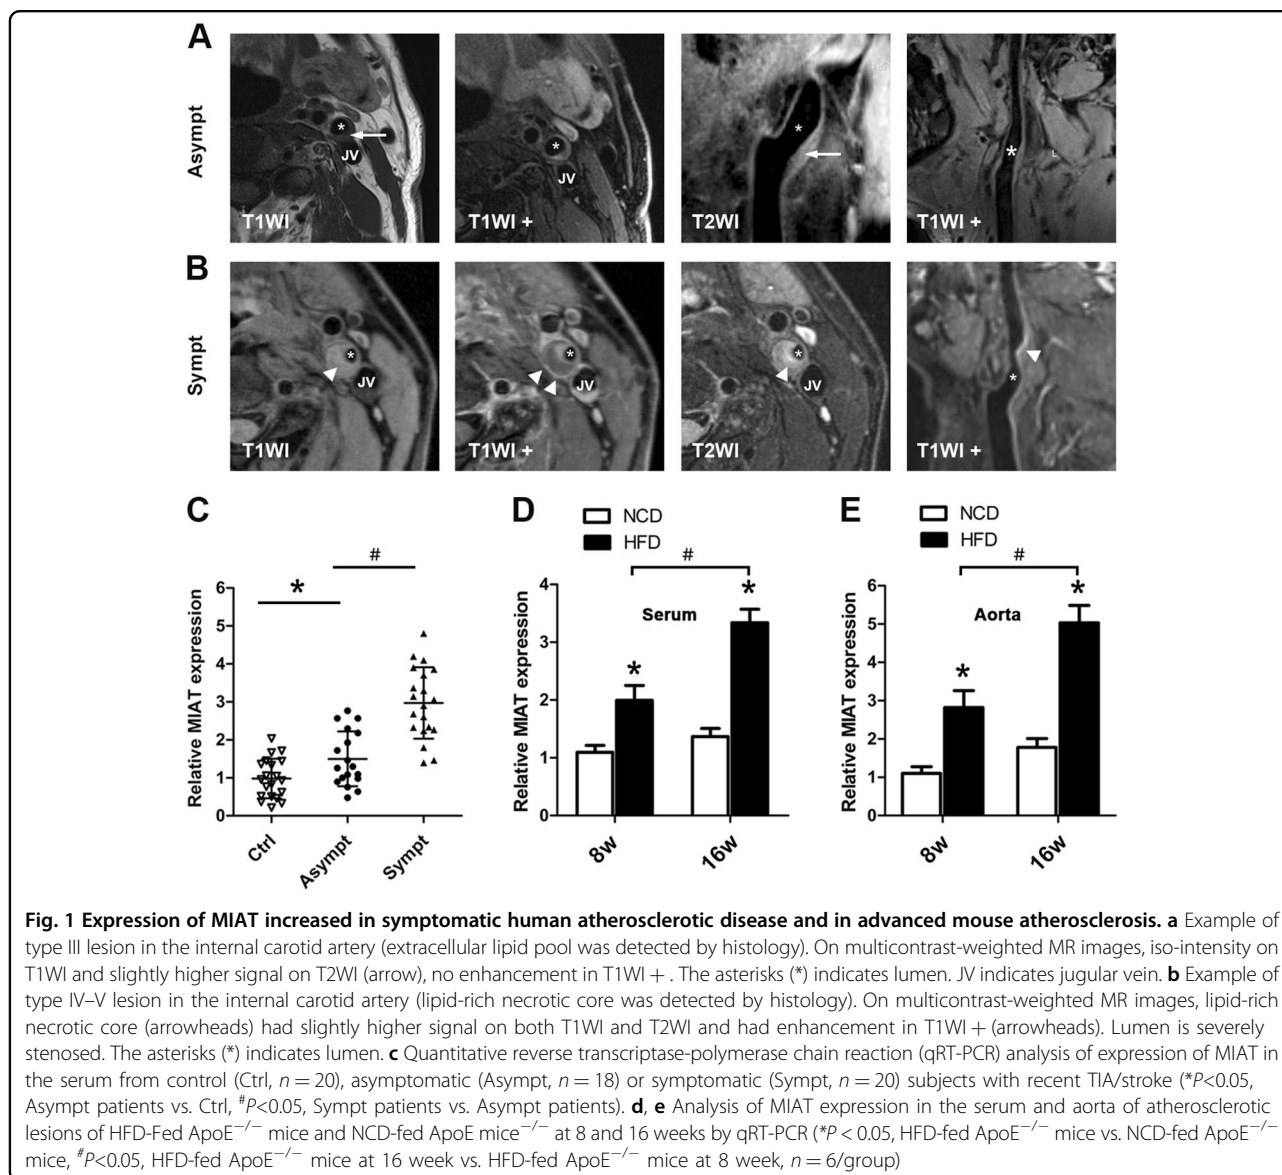 A
Asympt
* JV T1WI
* JV T1WI +
* T2WI
* L T1WI +
B
Sympt
* JV T1WI
* JV T1WI +
* JV T2WI
* T1WI +
C
Relative MIAT expression
6
5
4
3
2
1
0
*
#
Ctrl
Asympt
Sympt
D
NCD
HFD
#
Serum
Relative MIAT expression
4
3
2
1
0
*
*
8w
16w
E
NCD
HFD
#
Aorta
Relative MIAT expression
6
5
4
3
2
1
0
*
*
8w
16w
Fig. 1 Expression of MIAT increased in symptomatic human atherosclerotic disease and in advanced mouse atherosclerosis. a Example of
type III lesion in the internal carotid artery (extracellular lipid pool was detected by histology). On multicontrast-weighted MR images, iso-intensity on
T1WI and slightly higher signal on T2WI (arrow), no enhancement in T1WI + . The asterisks (*) indicates lumen. JV indicates jugular vein. b Example of
type IV–V lesion in the internal carotid artery (lipid-rich necrotic core was detected by histology). On multicontrast-weighted MR images, lipid-rich
necrotic core (arrowheads) had slightly higher signal on both T1WI and T2WI and had enhancement in T1WI + (arrowheads). Lumen is severely
stenosed. The asterisks (*) indicates lumen. c Quantitative reverse transcriptase-polymerase chain reaction (qRT-PCR) analysis of expression of MIAT in
the serum from control (Ctrl, n = 20), asymptomatic (Asympt, n = 18) or symptomatic (Sympt, n = 20) subjects with recent TIA/stroke (*P<0.05,
Asympt patients vs. Ctrl, #P<0.05, Sympt patients vs. Asympt patients). d, e Analysis of MIAT expression in the serum and aorta of atherosclerotic
lesions of HFD-Fed ApoE−/− mice and NCD-fed ApoE mice−/− at 8 and 16 weeks by qRT-PCR (*P < 0.05, HFD-fed ApoE−/− mice vs. NCD-fed ApoE−/−
mice, #P<0.05, HFD-fed ApoE−/− mice at 16 week vs. HFD-fed ApoE−/− mice at 8 week, n = 6/group)